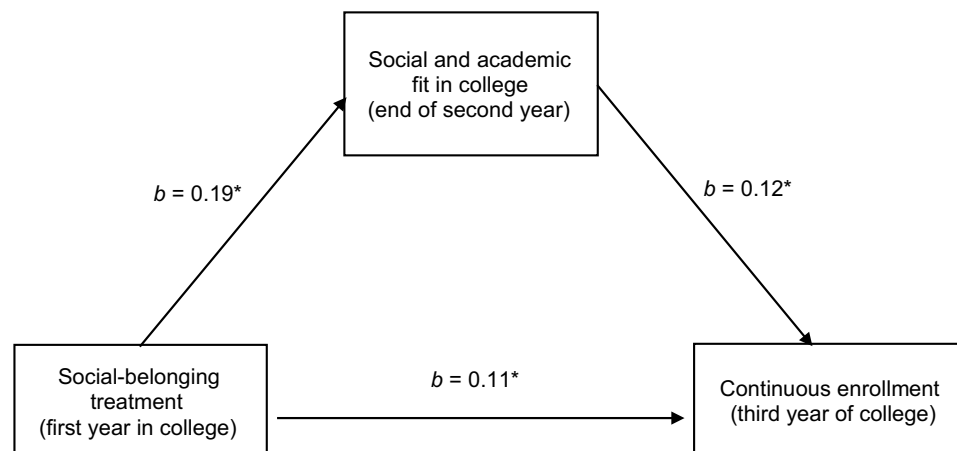 Social and academic
fit in college
(end of second year)
b = 0.19*
b = 0.12*
Social-belonging
treatment
(first year in college)
b = 0.11*
Continuous enrollment
(third year of college)